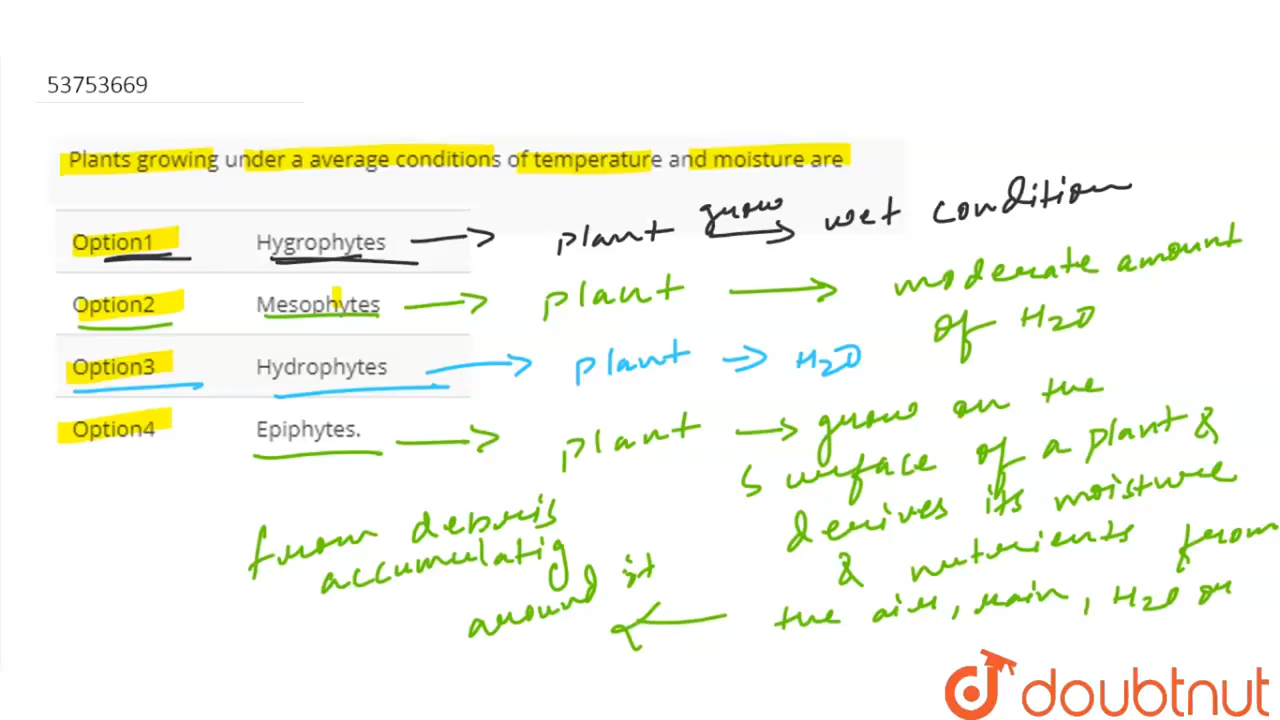 53753669
Plants growing under a average conditions of temperature and moisture are
Option1 Hygrophytes → plant grow → wet condition
Option2 Mesophytes → plant → moderate amount
of H2O
Option3 Hydrophytes → plant → H2O
Option4 Epiphytes. → plant → grow on the
surface of a plant &
derives its moisture
& nutrients from
the air, rain, H2O or
from debris
accumulatig
around it
doubtnut